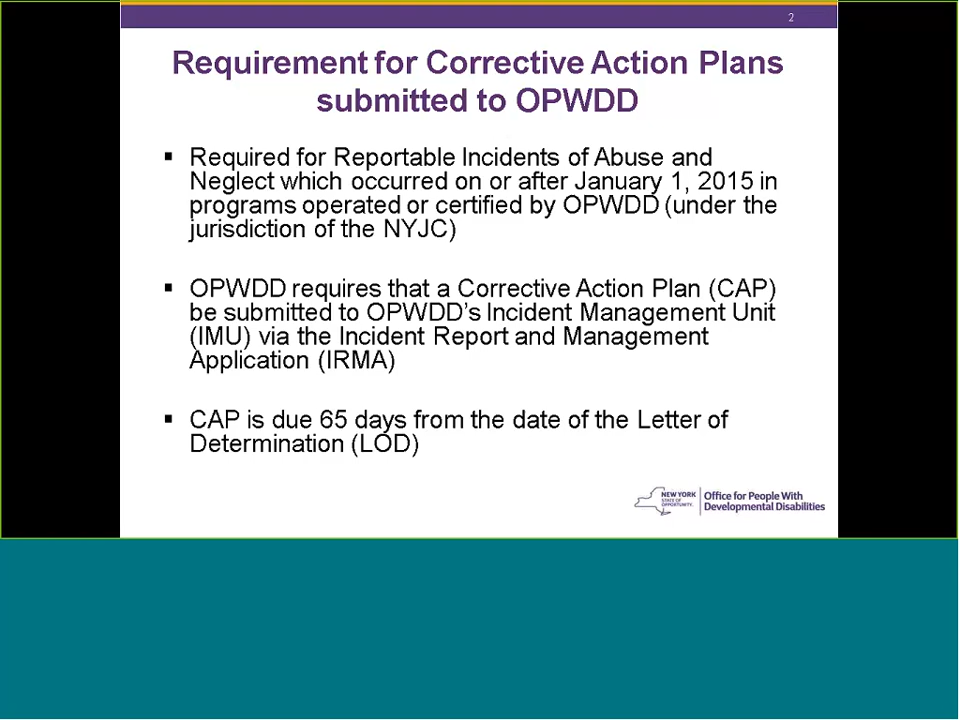 2
Requirement for Corrective Action Plans
submitted to OPWDD
▪ Required for Reportable Incidents of Abuse and
Neglect which occurred on or after January 1, 2015 in
programs operated or certified by OPWDD (under the
jurisdiction of the NYJC)
▪ OPWDD requires that a Corrective Action Plan (CAP)
be submitted to OPWDD's Incident Management Unit
(IMU) via the Incident Report and Management
Application (IRMA)
▪ CAP is due 65 days from the date of the Letter of
Determination (LOD)
NEW YORK
STATE OF
OPPORTUNITY.
Office for People With
Developmental Disabilities